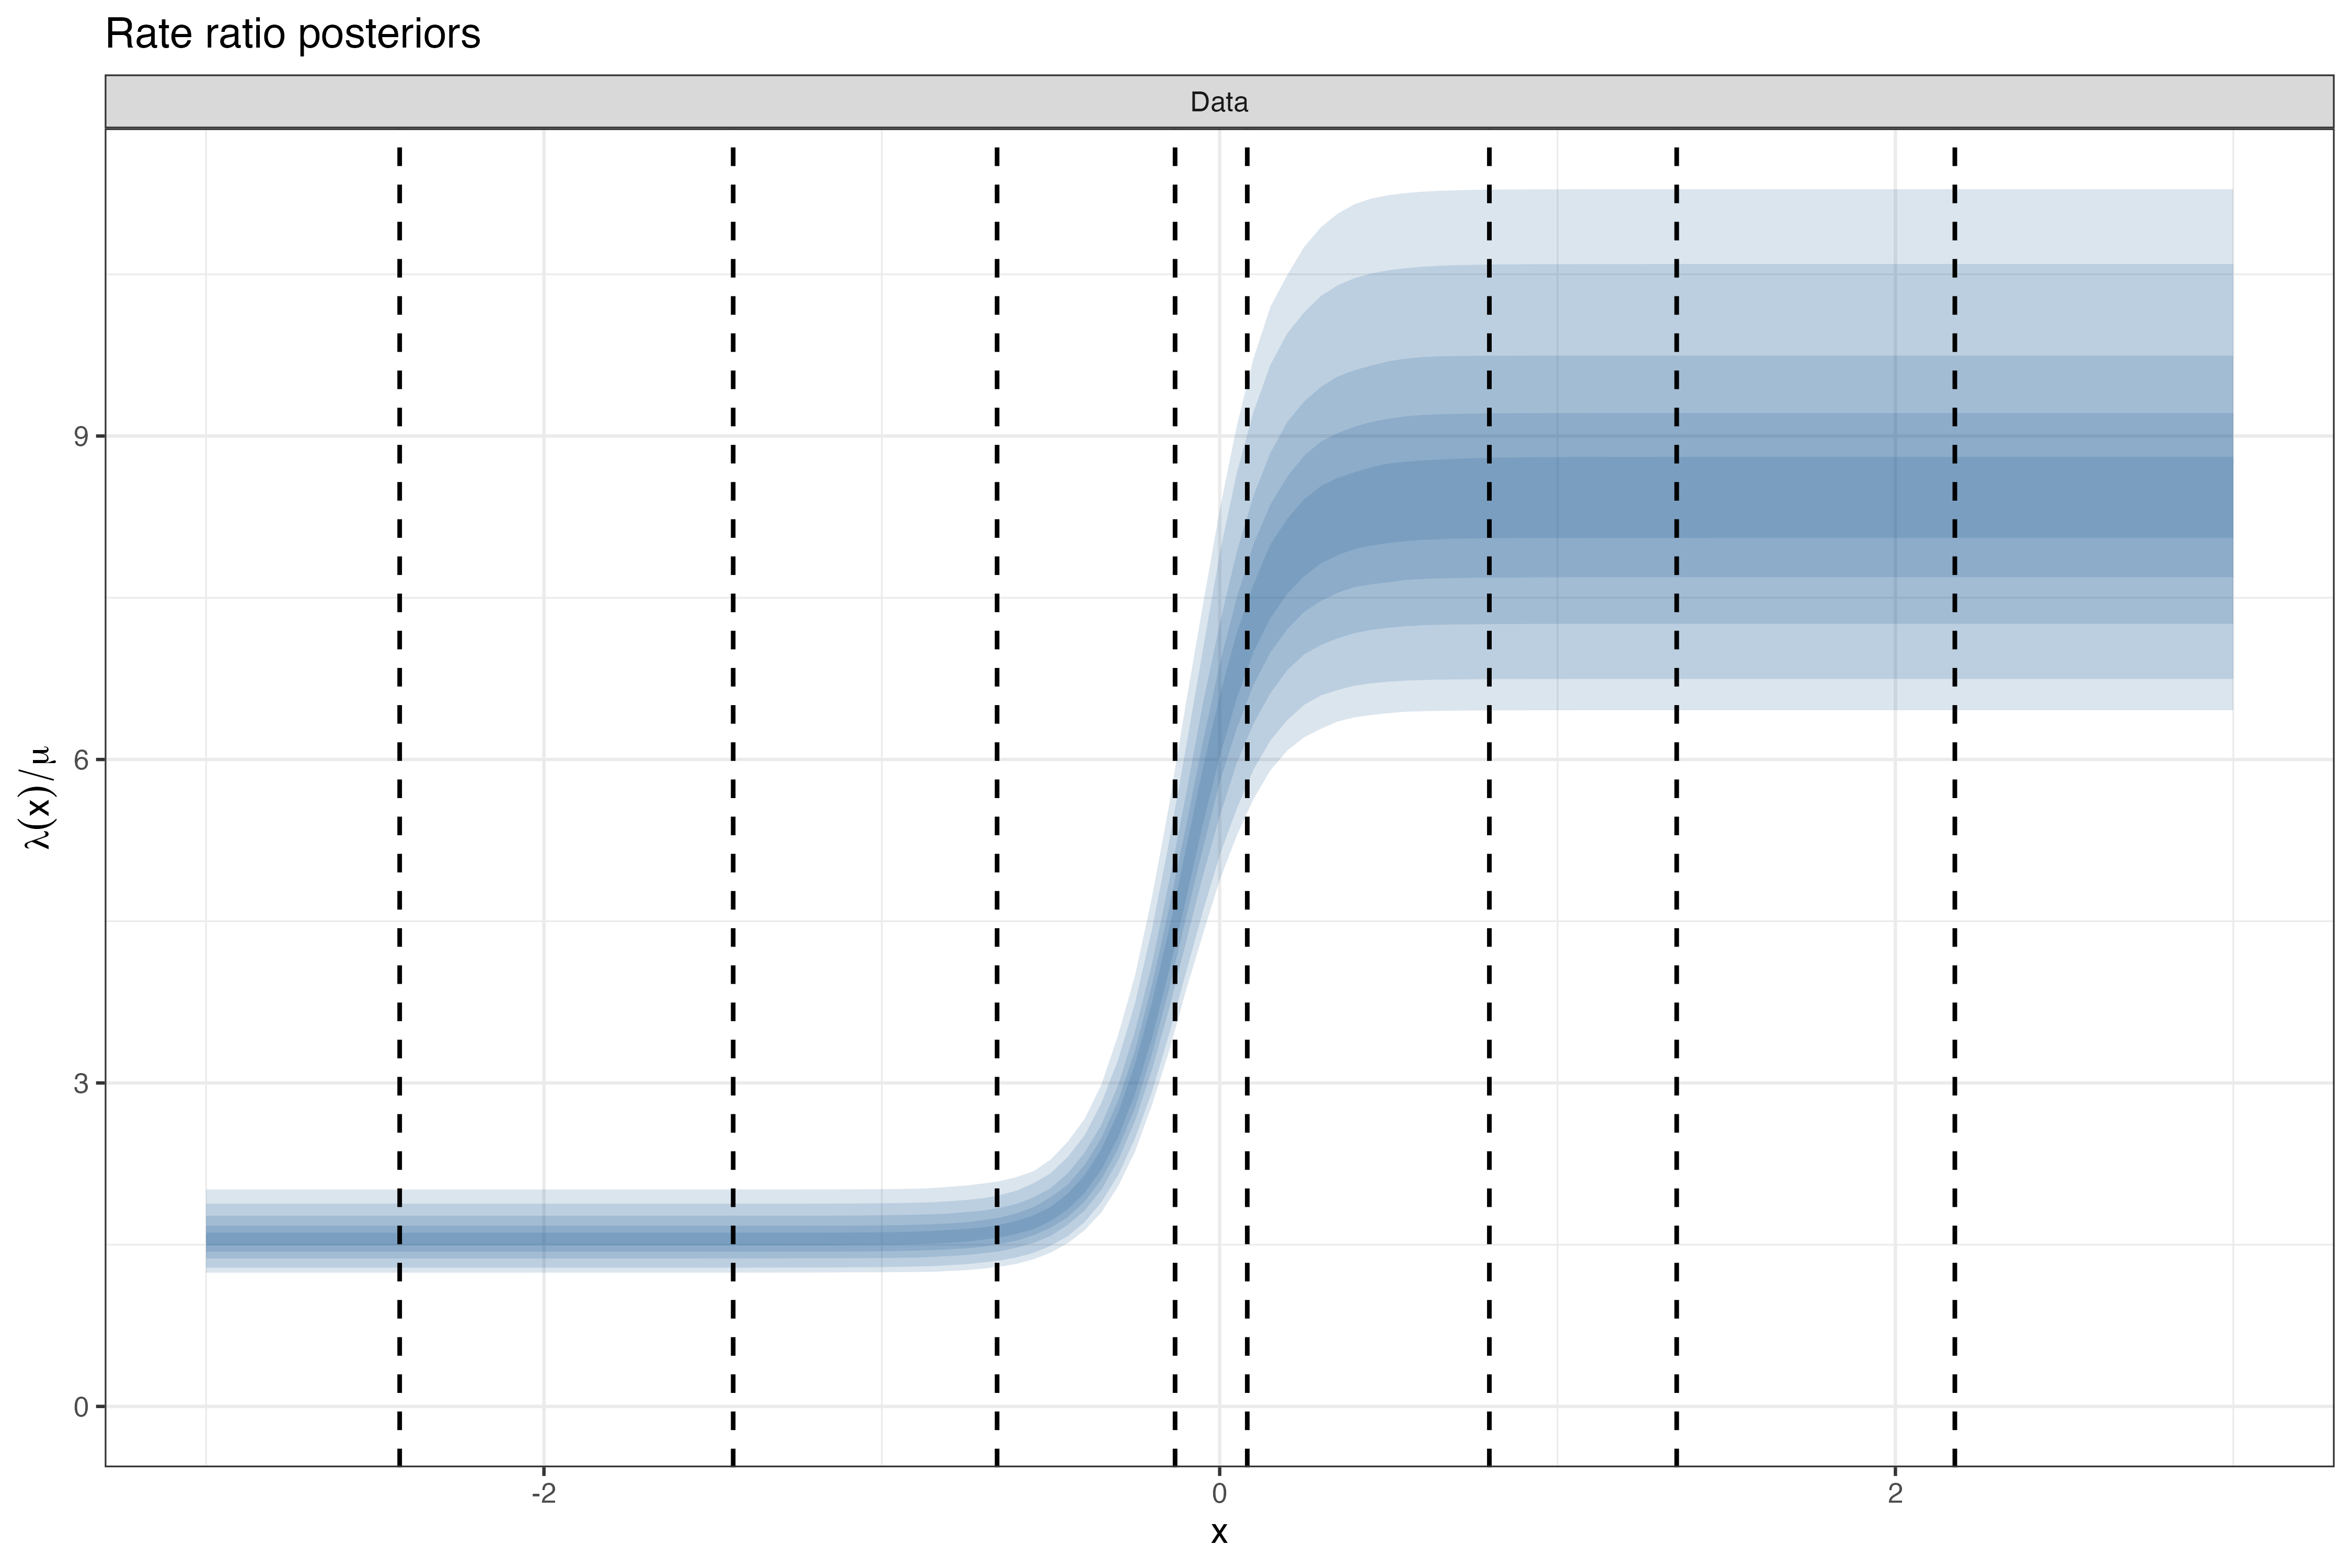 Rate ratio posteriors
Data
λ(x)/μ
9
6
3
0
-2
0
2
x